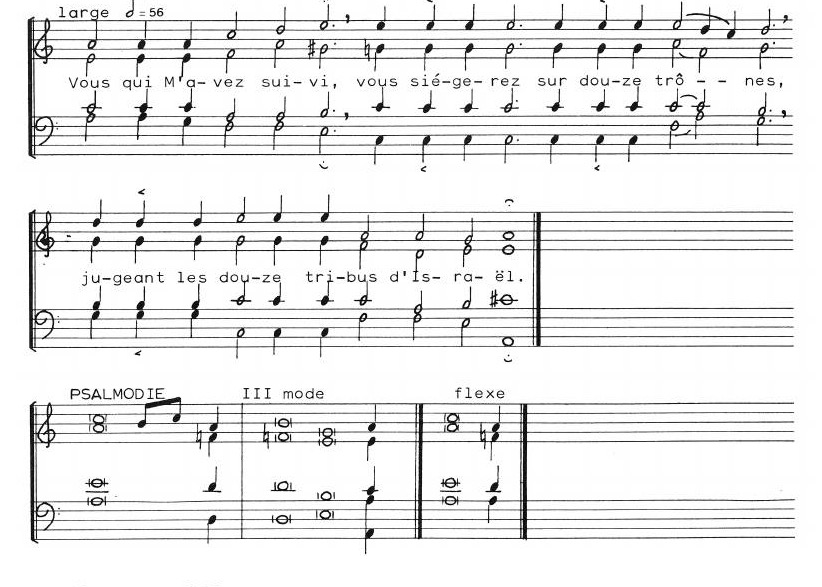 large 𝅗𝅥 = 56
Vous qui M'a- vez sui- vi, vous sié-ge- rez sur dou-ze trô - - nes,
ju-geant les dou-ze tri-bus d'Is- ra- ël.
PSALMODIE III mode flexe